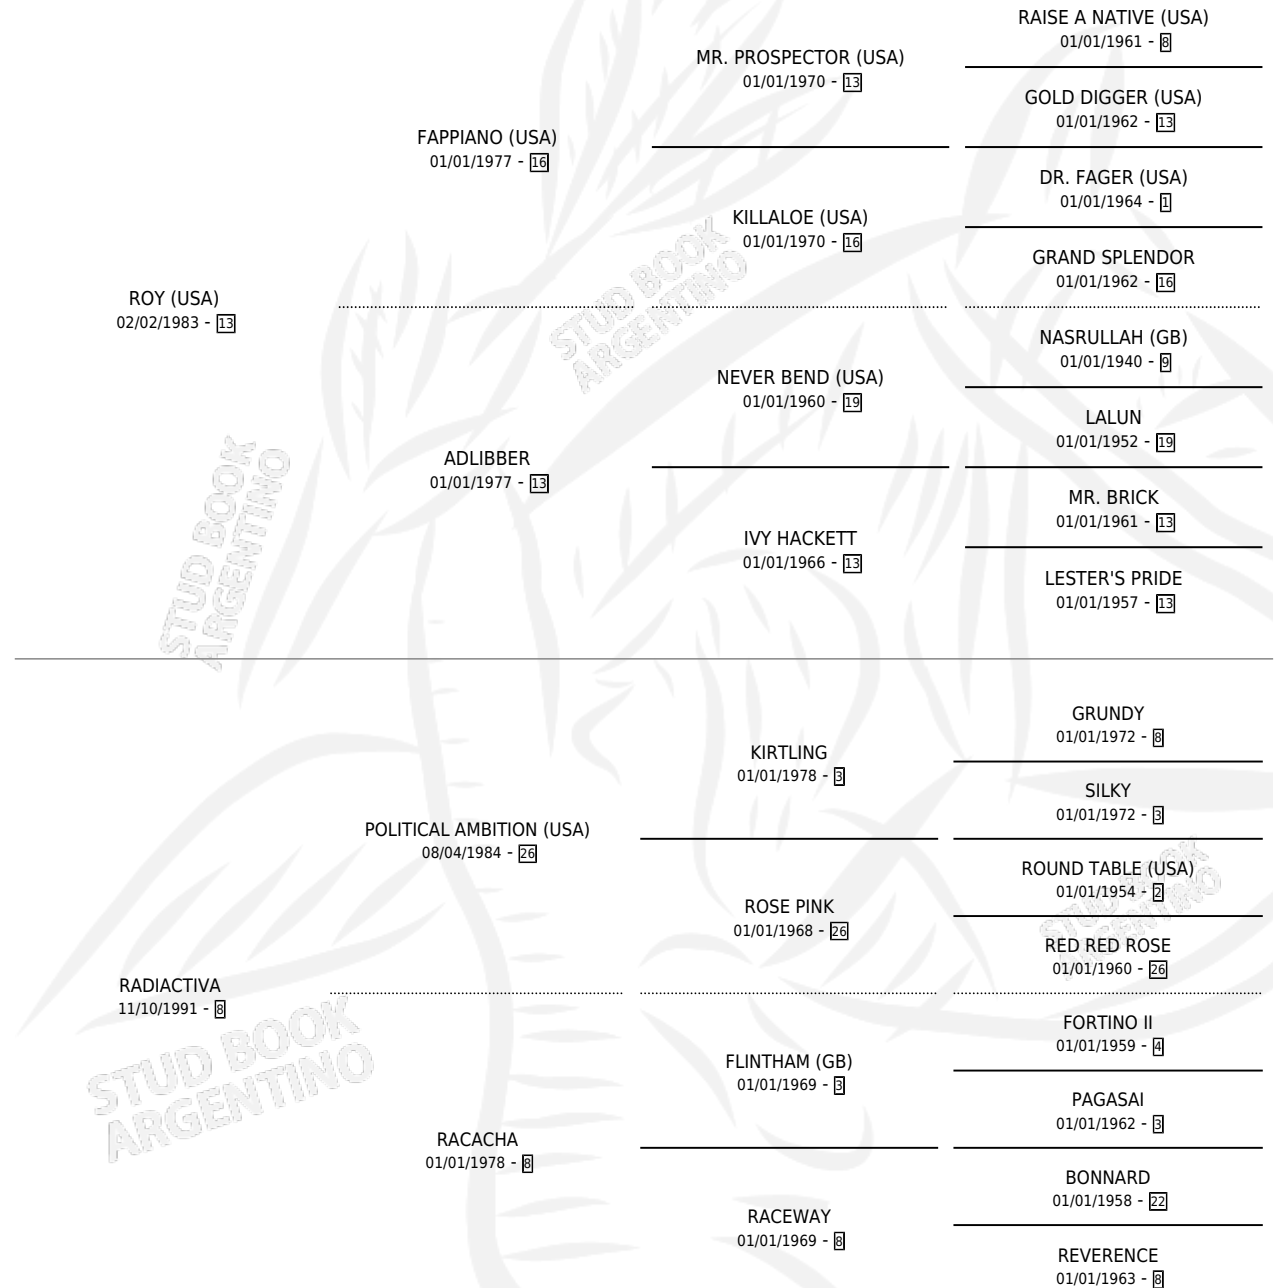 RAISE A NATIVE (USA)
01/01/1961 - 8
MR. PROSPECTOR (USA)
01/01/1970 - 13
GOLD DIGGER (USA)
01/01/1962 - 13
FAPPIANO (USA)
01/01/1977 - 16
DR. FAGER (USA)
01/01/1964 - 1
KILLALOE (USA)
01/01/1970 - 16
GRAND SPLENDOR
01/01/1962 - 16
ROY (USA)
02/02/1983 - 13
NASRULLAH (GB)
01/01/1940 - 9
NEVER BEND (USA)
01/01/1960 - 19
LALUN
01/01/1952 - 19
ADLIBBER
01/01/1977 - 13
MR. BRICK
01/01/1961 - 13
IVY HACKETT
01/01/1966 - 13
LESTER'S PRIDE
01/01/1957 - 13
STUD BOOK
ARGENTINO
STUD BOOK
ARGENTINO
GRUNDY
01/01/1972 - 8
KIRTLING
01/01/1978 - 3
SILKY
01/01/1972 - 3
POLITICAL AMBITION (USA)
08/04/1984 - 26
ROUND TABLE (USA)
01/01/1954 - 2
ROSE PINK
01/01/1968 - 26
RED RED ROSE
01/01/1960 - 26
RADIACTIVA
11/10/1991 - 8
FORTINO II
01/01/1959 - 4
FLINTHAM (GB)
01/01/1969 - 3
PAGASAI
01/01/1962 - 3
RACACHA
01/01/1978 - 8
BONNARD
01/01/1958 - 22
RACEWAY
01/01/1969 - 8
REVERENCE
01/01/1963 - 8
STUD BOOK
ARGENTINO
STUD BOOK
ARGENTINO